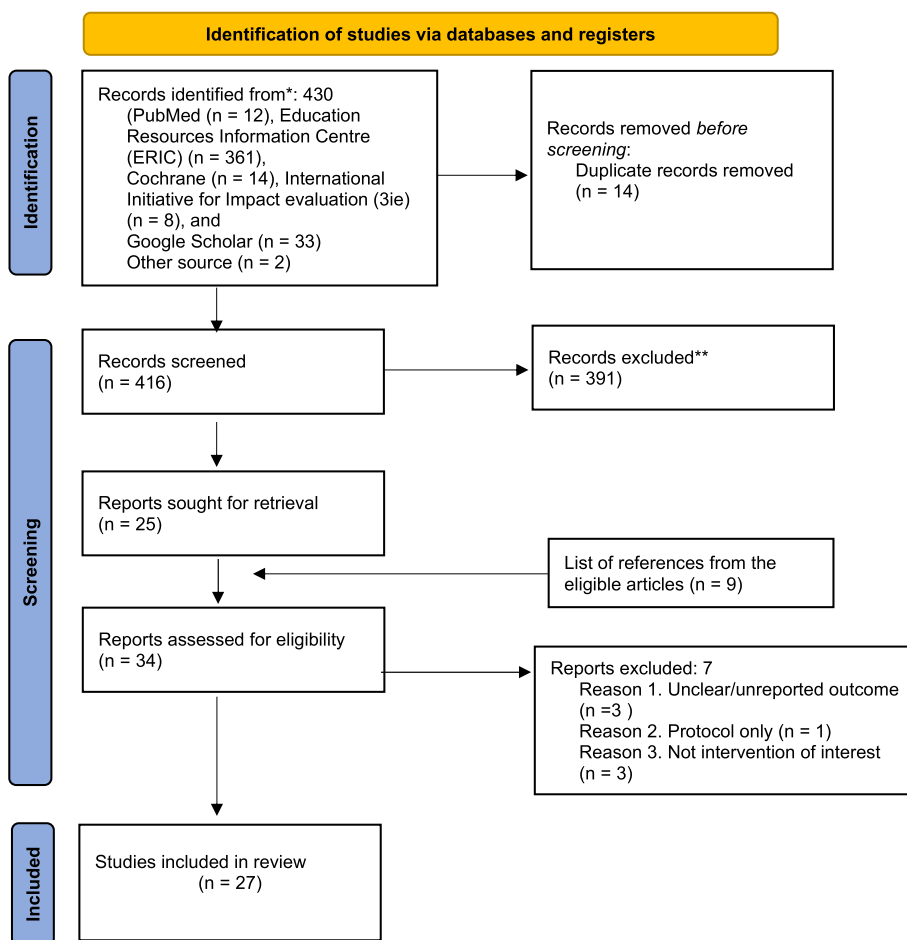 Identification of studies via databases and registers
Identification
Records identified from*: 430
(PubMed (n = 12), Education
Resources Information Centre
(ERIC) (n = 361),
Cochrane (n = 14), International
Initiative for Impact evaluation (3ie)
(n = 8), and
Google Scholar (n = 33)
Other source (n = 2)
Records removed before
screening:
Duplicate records removed
(n = 14)
Screening
Records screened
(n = 416)
Records excluded**
(n = 391)
Reports sought for retrieval
(n = 25)
List of references from the
eligible articles (n = 9)
Reports assessed for eligibility
(n = 34)
Reports excluded: 7
Reason 1. Unclear/unreported outcome
(n =3 )
Reason 2. Protocol only (n = 1)
Reason 3. Not intervention of interest
(n = 3)
Included
Studies included in review
(n = 27)